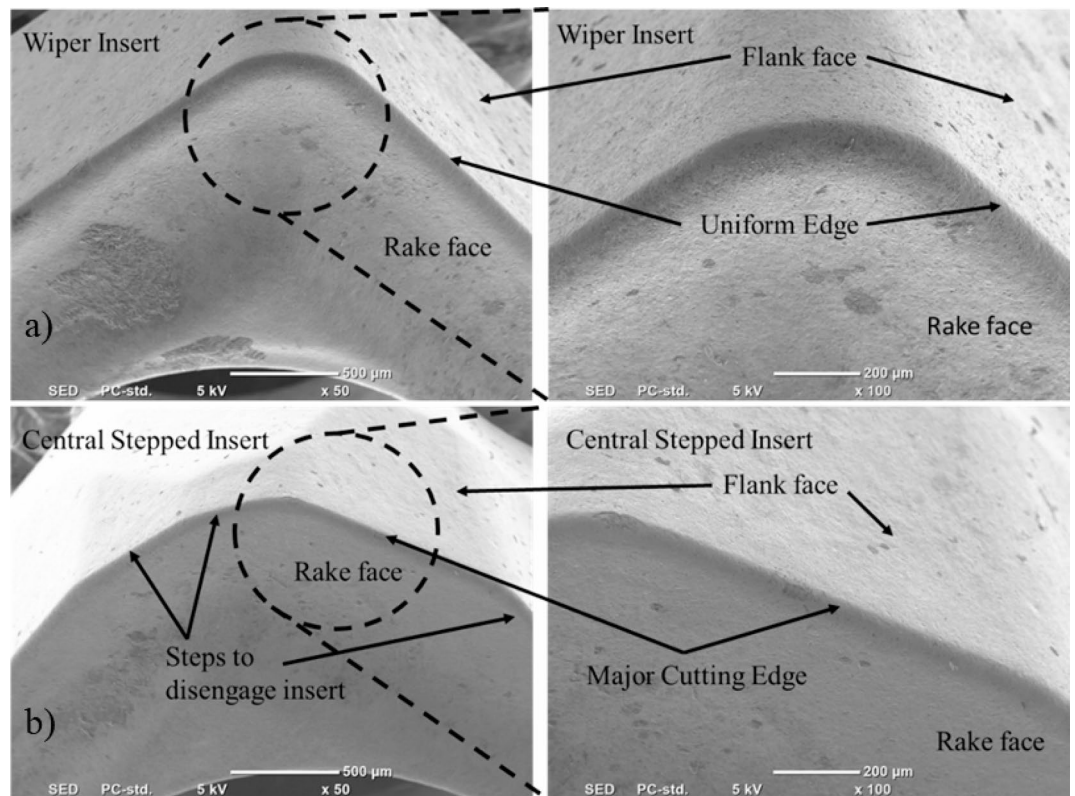 Wiper Insert
Rake face
a)
500 µm
SED PC-std. 5 kV x 50
Wiper Insert
Flank face
Uniform Edge
Rake face
200 µm
SED PC-std. 5 kV x 100
Central Stepped Insert
Rake face
Steps to
disengage insert
b)
500 µm
SED PC-std. 5 kV x 50
Central Stepped Insert
Flank face
Major Cutting Edge
Rake face
200 µm
SED PC-std. 5 kV x 100